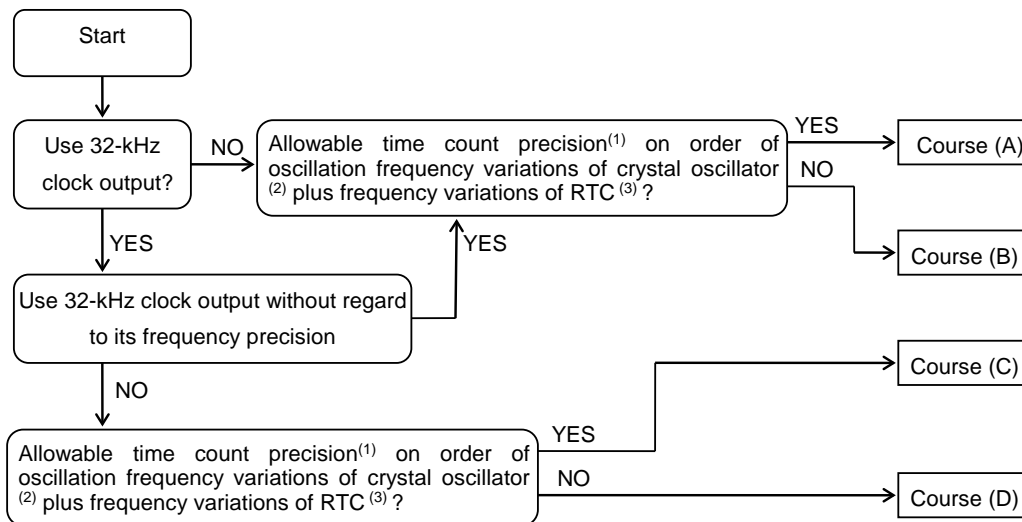 Start
Use 32-kHz
clock output?
NO
Allowable time count precision(1) on order of
oscillation frequency variations of crystal oscillator
(2) plus frequency variations of RTC (3) ?
YES
Course (A)
NO
Course (B)
YES
YES
Use 32-kHz clock output without regard
to its frequency precision
NO
Course (C)
Allowable time count precision(1) on order of
oscillation frequency variations of crystal oscillator
(2) plus frequency variations of RTC (3) ?
YES
NO
Course (D)